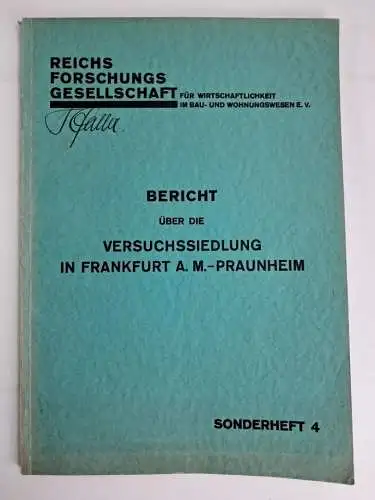 REICHS
FORSCHUNGS
GESELLSCHAFT FÜR WIRTSCHAFTLICHKEIT
IM BAU- UND WOHNUNGSWESEN E. V.
BERICHT
ÜBER DIE
VERSUCHSSIEDLUNG
IN FRANKFURT A. M.-PRAUNHEIM
SONDERHEFT 4